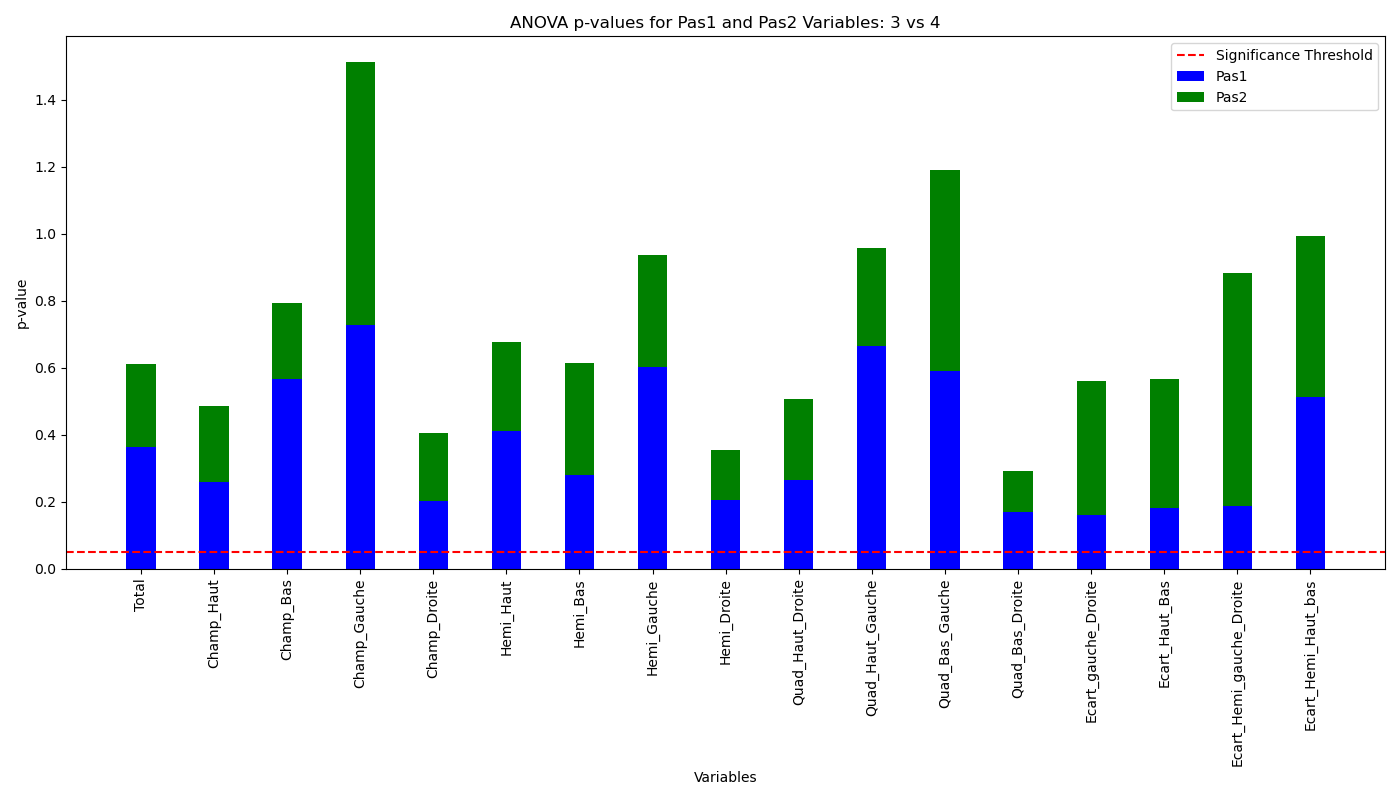 ANOVA p-values for Pas1 and Pas2 Variables: 3 vs 4
Significance Threshold
Pas1
Pas2
p-value
1.4
1.2
1.0
0.8
0.6
0.4
0.2
0.0
Total
Champ_Haut
Champ_Bas
Champ_Gauche
Champ_Droite
Hemi_Haut
Hemi_Bas
Hemi_Gauche
Hemi_Droite
Quad_Haut_Droite
Quad_Haut_Gauche
Quad_Bas_Gauche
Quad_Bas_Droite
Ecart_gauche_Droite
Ecart_Haut_Bas
Ecart_Hemi_gauche_Droite
Ecart_Hemi_Haut_bas
Variables